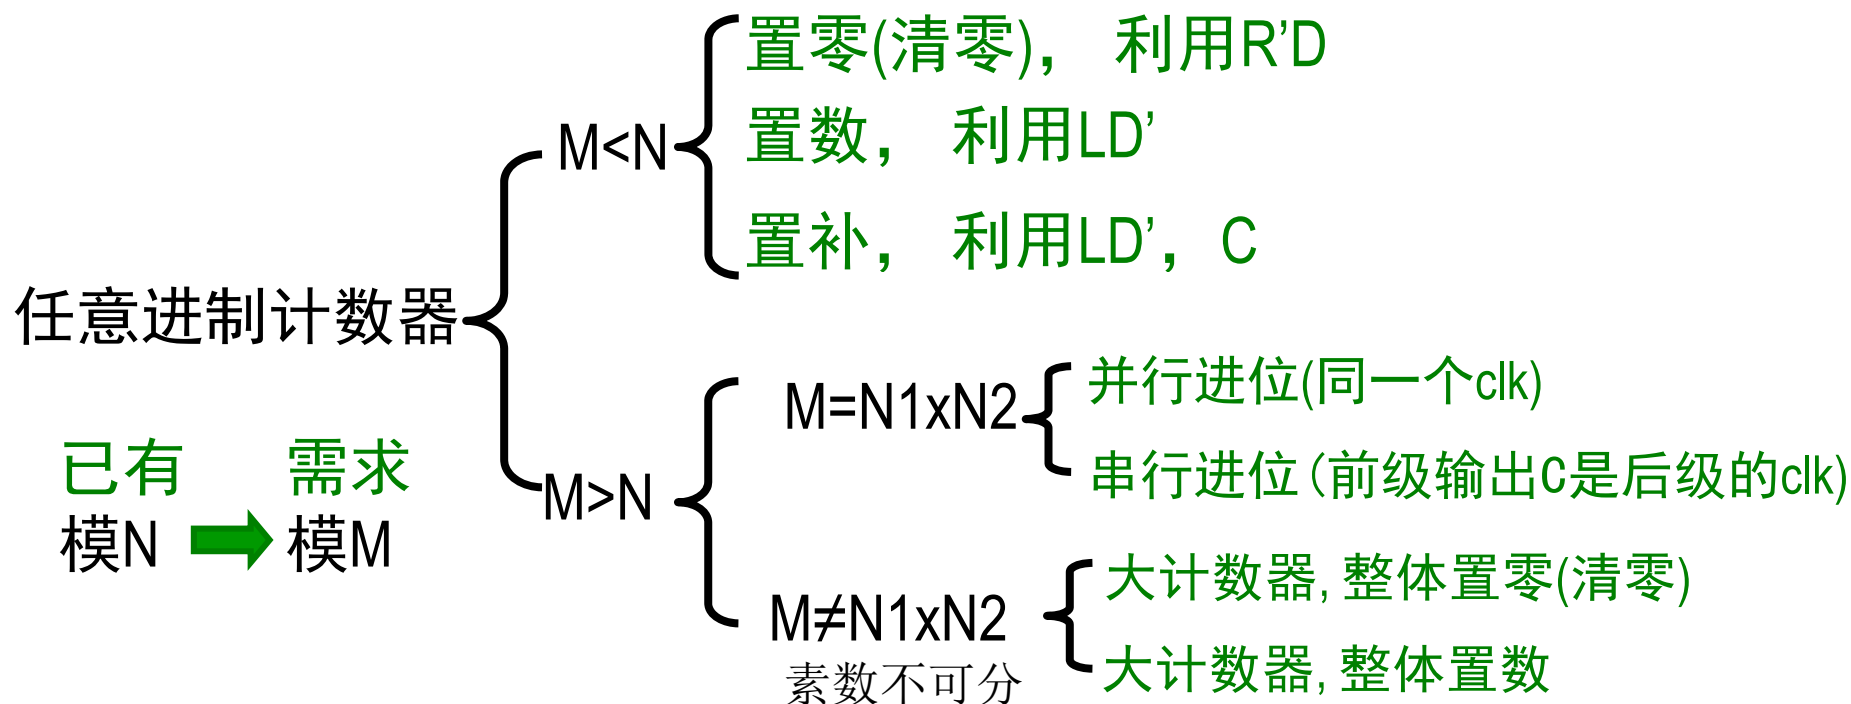 置零(清零)， 利用R’D
置数， 利用LD’
M<N
置补， 利用LD’，C
任意进制计数器
并行进位(同一个clk)
M=N1xN2
串行进位(前级输出C是后级的clk)
已有 需求
M>N
模N 模M
大计数器, 整体置零(清零)
M≠N1xN2
大计数器, 整体置数
素数不可分